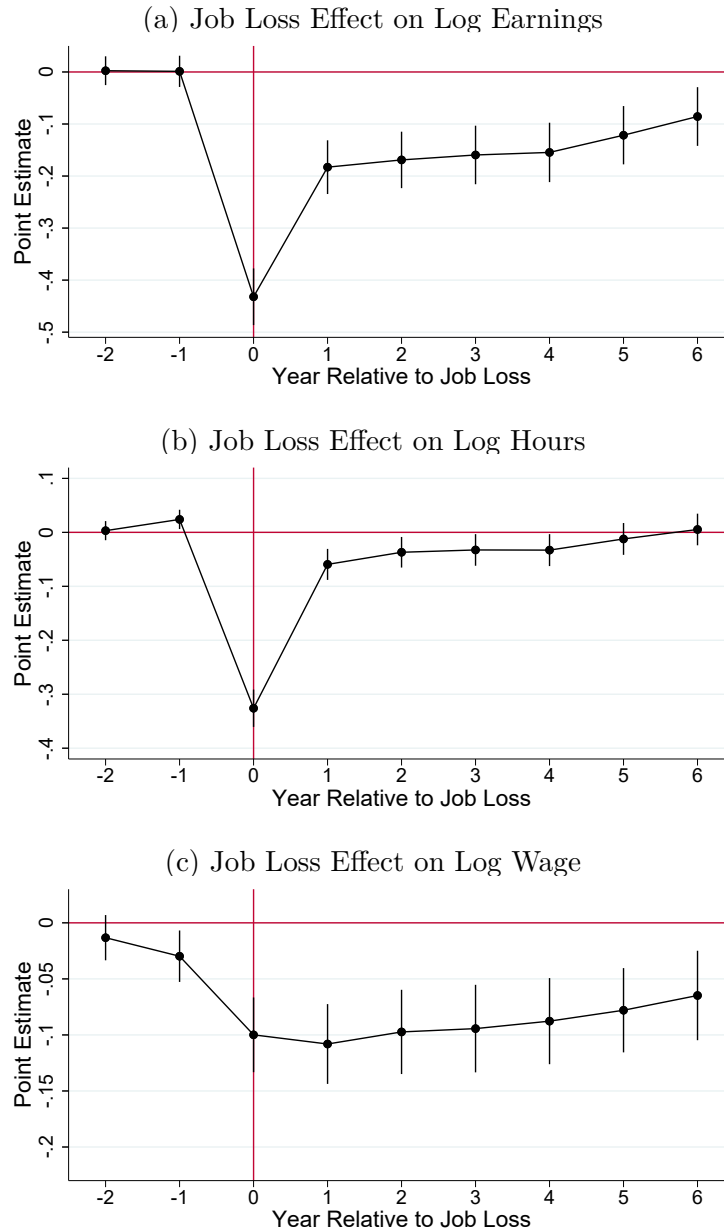 (a) Job Loss Effect on Log Earnings
0
-.1
-.2
-.3
-.4
-.5
Point Estimate
-2 -1 0 1 2 3 4 5 6
Year Relative to Job Loss
(b) Job Loss Effect on Log Hours
.1
0
-.1
-.2
-.3
-.4
Point Estimate
-2 -1 0 1 2 3 4 5 6
Year Relative to Job Loss
(c) Job Loss Effect on Log Wage
0
-.05
-.1
-.15
-.2
Point Estimate
-2 -1 0 1 2 3 4 5 6
Year Relative to Job Loss